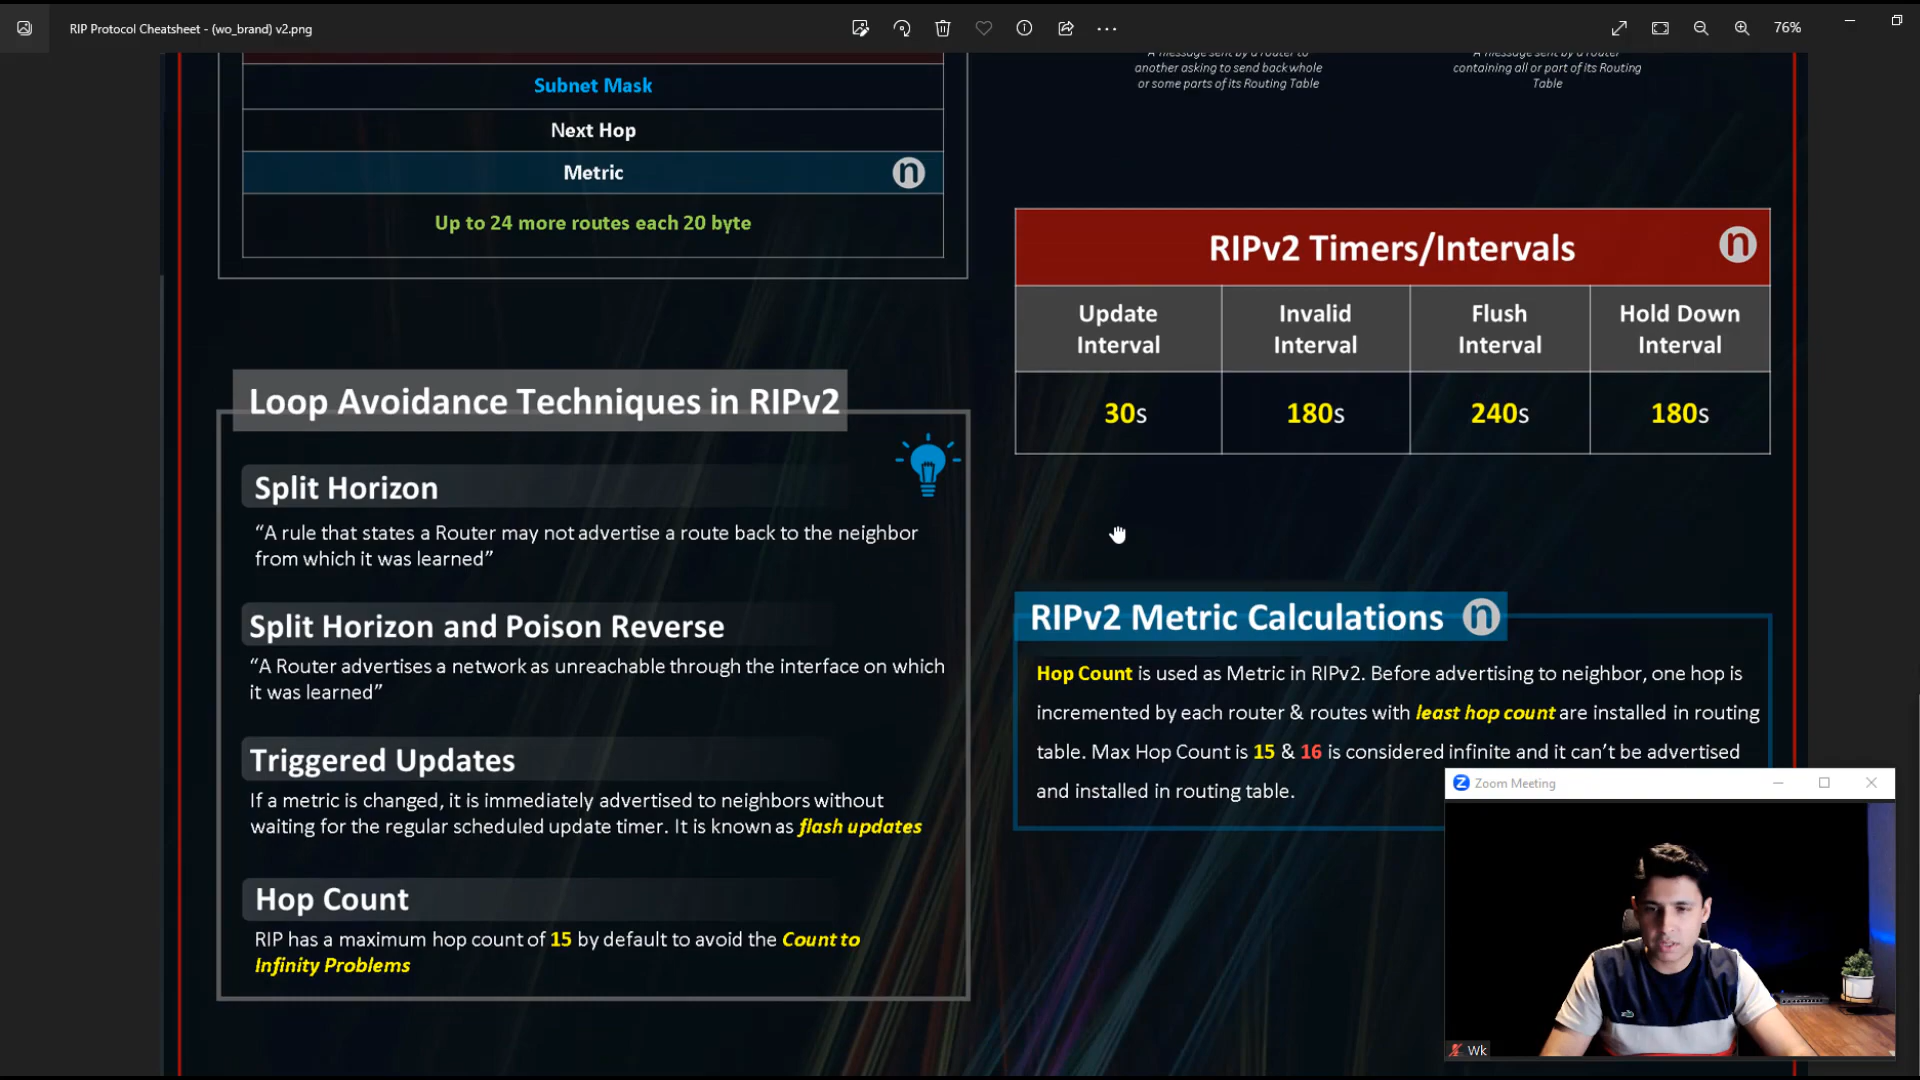 RIP Protocol Cheatsheet - (wo_brand) v2.png
76%
Subnet Mask
Next Hop
Metric
n
Up to 24 more routes each 20 byte
A message sent by a router to
another asking to send back whole
or some parts of its Routing Table
A message sent by a router
containing all or part of its Routing
Table
RIPv2 Timers/Intervals
n
Update
Interval
Invalid
Interval
Flush
Interval
Hold Down
Interval
30s
180s
240s
180s
Loop Avoidance Techniques in RIPv2
Split Horizon
“A rule that states a Router may not advertise a route back to the neighbor
from which it was learned”
Split Horizon and Poison Reverse
“A Router advertises a network as unreachable through the interface on which
it was learned”
Triggered Updates
If a metric is changed, it is immediately advertised to neighbors without
waiting for the regular scheduled update timer. It is known as flash updates
Hop Count
RIP has a maximum hop count of 15 by default to avoid the Count to
Infinity Problems
RIPv2 Metric Calculations
n
Hop Count is used as Metric in RIPv2. Before advertising to neighbor, one hop is
incremented by each router & routes with least hop count are installed in routing
table. Max Hop Count is 15 & 16 is considered infinite and it can't be advertised
and installed in routing table.
Zoom Meeting
Wk